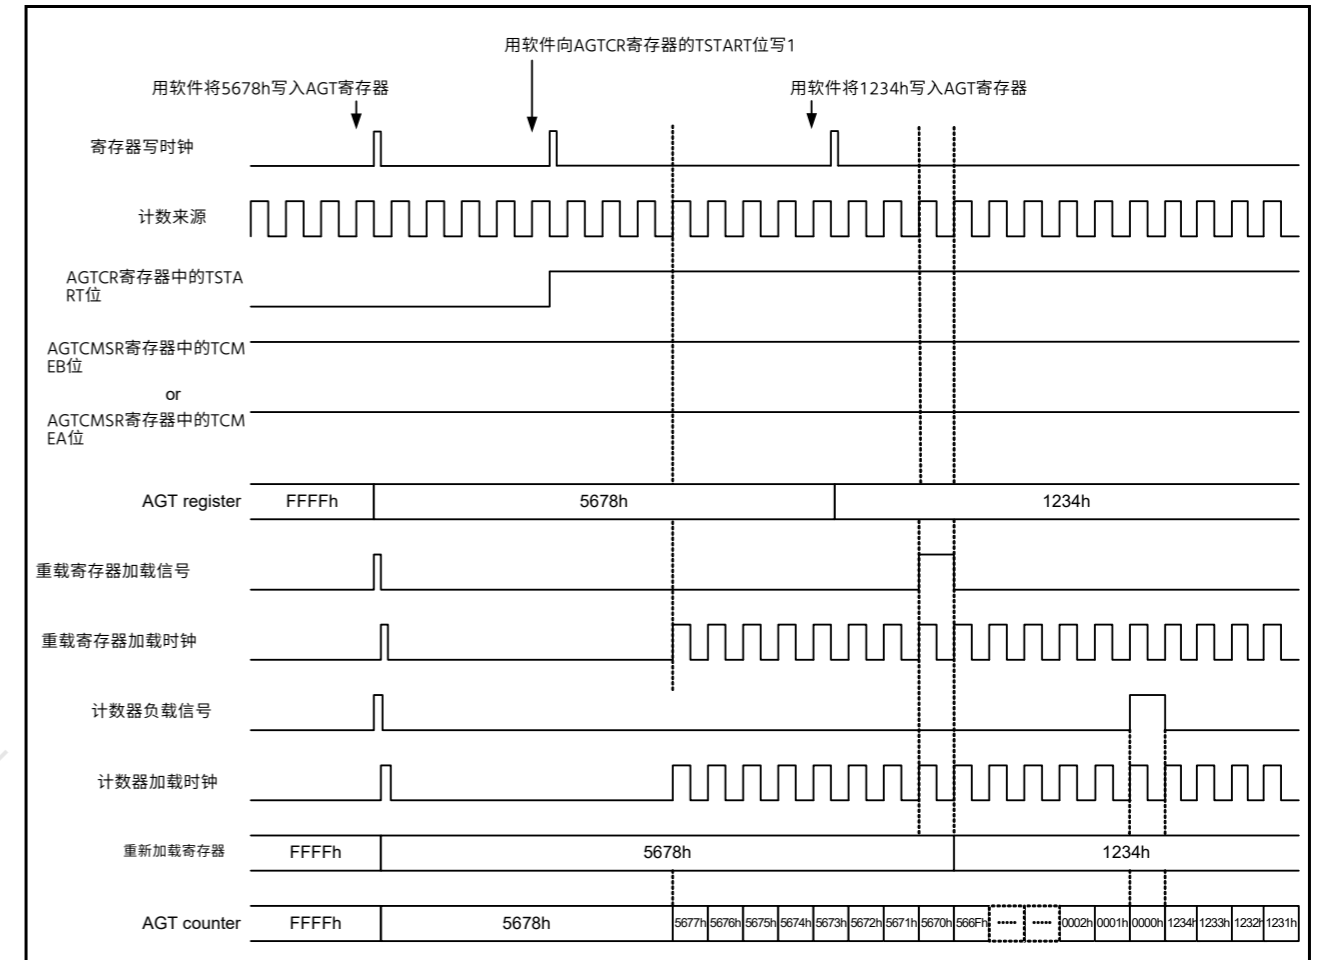 用软件向AGTCR寄存器的TSTART位写1
用软件将5678h写入AGT寄存器
用软件将1234h写入AGT寄存器
寄存器写时钟
计数来源
AGTCR寄存器中的TSTA
RT位
AGTCMSR寄存器中的TCM
EB位
or
AGTCMSR寄存器中的TCM
EA位
AGT register FFFFh 5678h 1234h
重载寄存器加载信号
重载寄存器加载时钟
计数器负载信号
计数器加载时钟
重新加载寄存器 FFFFh 5678h 1234h
AGT counter FFFFh 5678h 5677h 5676h 5675h 5674h 5673h 5672h 5671h 5670h 566Fh ····· ····· 0002h 0001h 0000h 1234h 1233h 1232h 1231h